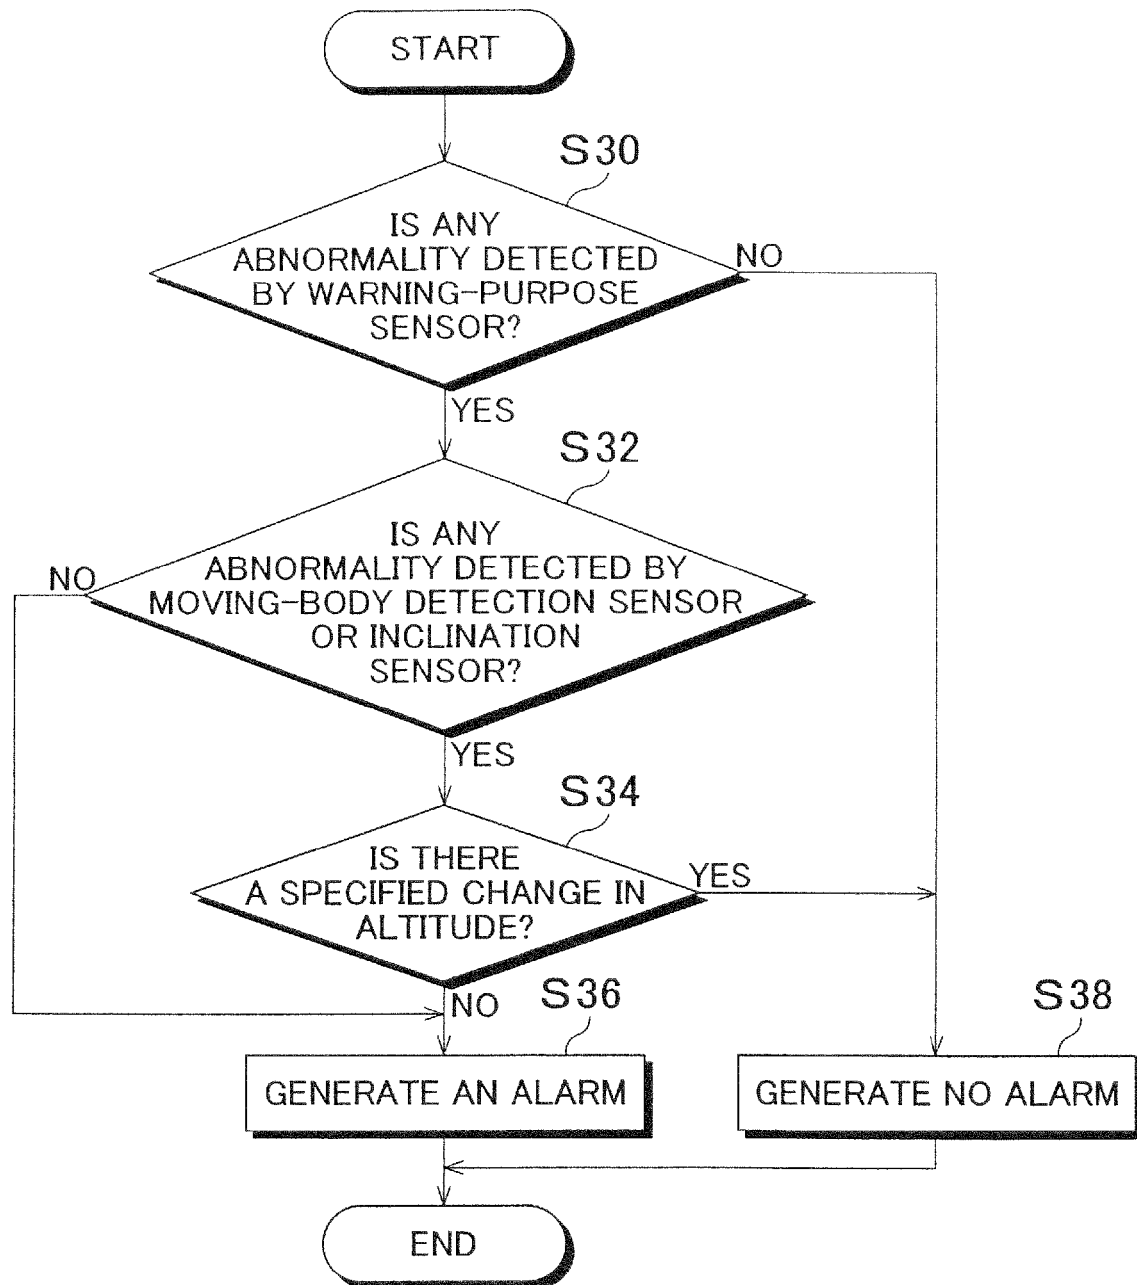 START
S30
IS ANY
ABNORMALITY DETECTED
BY WARNING-PURPOSE
SENSOR?
NO
YES
S32
IS ANY
ABNORMALITY DETECTED BY
MOVING-BODY DETECTION SENSOR
OR INCLINATION
SENSOR?
NO
YES
S34
IS THERE
A SPECIFIED CHANGE IN
ALTITUDE?
YES
NO
S36
GENERATE AN ALARM
S38
GENERATE NO ALARM
END